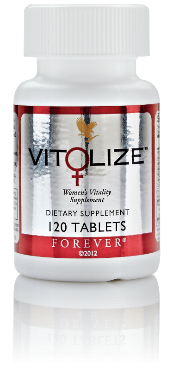 VITOLIZE™
Women's Vitality
Supplement
DIETARY SUPPLEMENT
120 TABLETS
FOREVER®
©2012